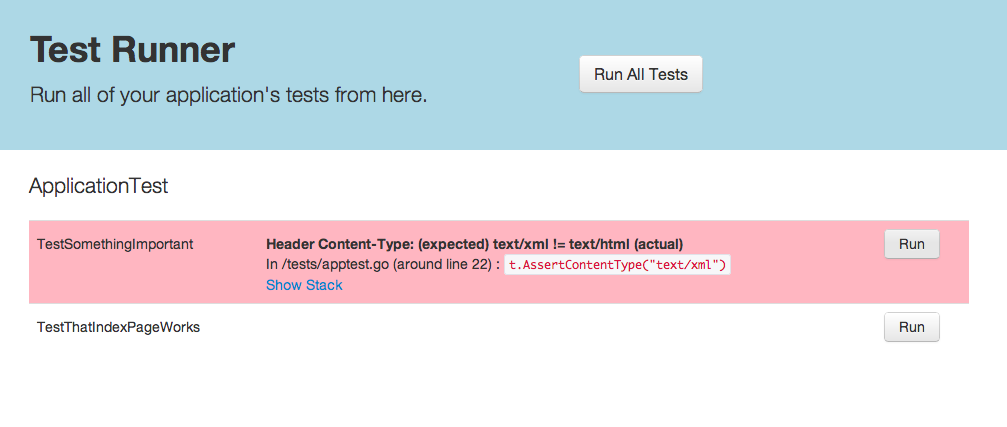 Test Runner
Run all of your application's tests from here.
Run All Tests
ApplicationTest
TestSomethingImportant
Header Content-Type: (expected) text/xml != text/html (actual)
In /tests/apptest.go (around line 22) : t.AssertContentType("text/xml")
Show Stack
Run
TestThatIndexPageWorks
Run